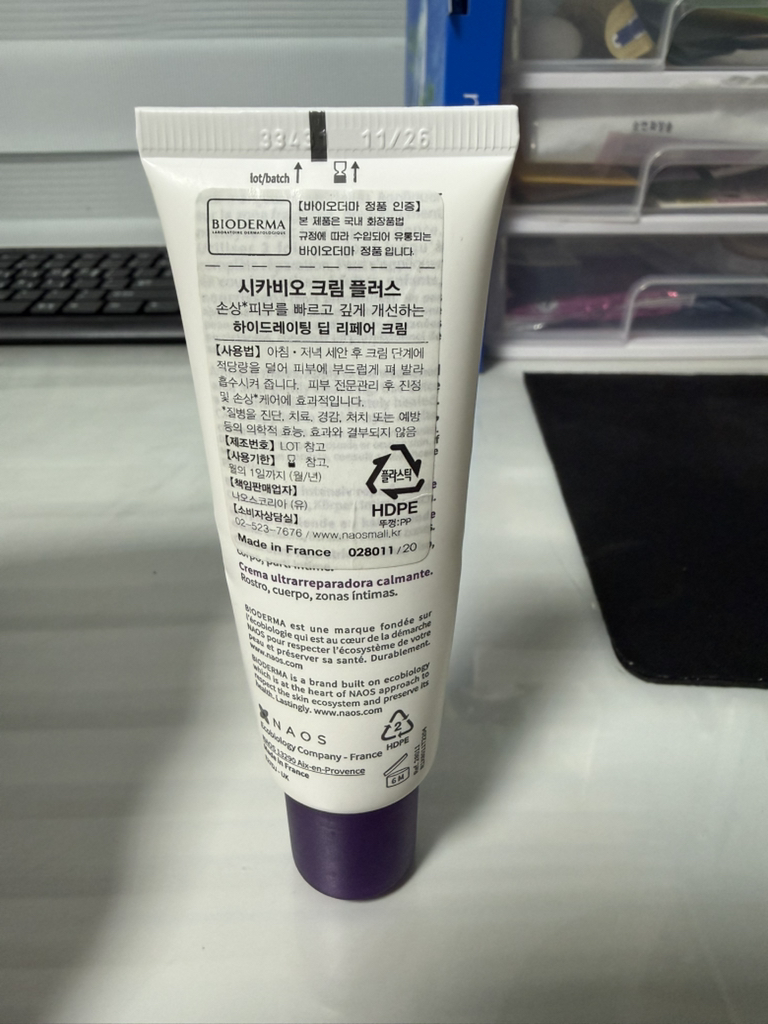 11/26
lot/batch
BIODERMA
LABORATOIRE DERMATOLOGIQUE
【바이오더마 정품 인증】
본 제품은 국내 화장품법
규정에 따라 수입되어 유통되는
바이오더마 정품 입니다.
시카비오 크림 플러스
손상*피부를 빠르고 깊게 개선하는
하이드레이팅 딥 리페어 크림
【사용법】 아침・저녁 세안 후 크림 단계에
적당량을 덜어 피부에 부드럽게 펴 발라
흡수시켜 줍니다. 피부 전문관리 후 진정
및 손상*케어에 효과적입니다.
*질병을 진단, 치료, 경감, 처치 또는 예방
등의 의학적 효능, 효과와 결부되지 않음
【제조번호】 LOT 참고
【사용기한】 참고,
월의 1일까지 (월/년)
【책임판매업자】
나오스코리아 (유)
【소비자상담실】
02-523-7676 / www.naosmall.kr
Made in France 028011 / 20
플라스틱
HDPE
뚜껑:PP
Crema ultrarreparadora calmante.
Rostro, cuerpo, zonas íntimas.
BIODERMA est une marque fondée sur
l'écobiologie qui est au cœur de la démarche
NAOS pour respecter l'écosystème de votre
peau et préserver sa santé. Durablement.
www.naos.com
BIODERMA is a brand built on ecobiology
which is at the heart of NAOS approach to
respect the skin ecosystem and preserve its
health. Lastingly. www.naos.com
NAOS
Ecobiology Company - France
13290 Aix-en-Provence
Made in France
2
HDPE
6 M